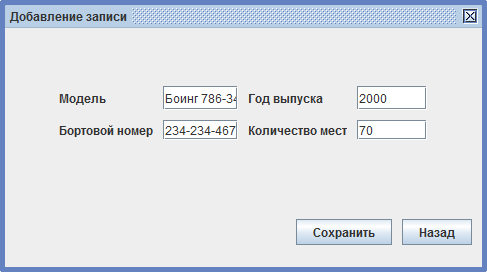 Добавление записи
Модель Боинг 786-34 Год выпуска 2000
Бортовой номер 234-234-467 Количество мест 70
Сохранить Назад